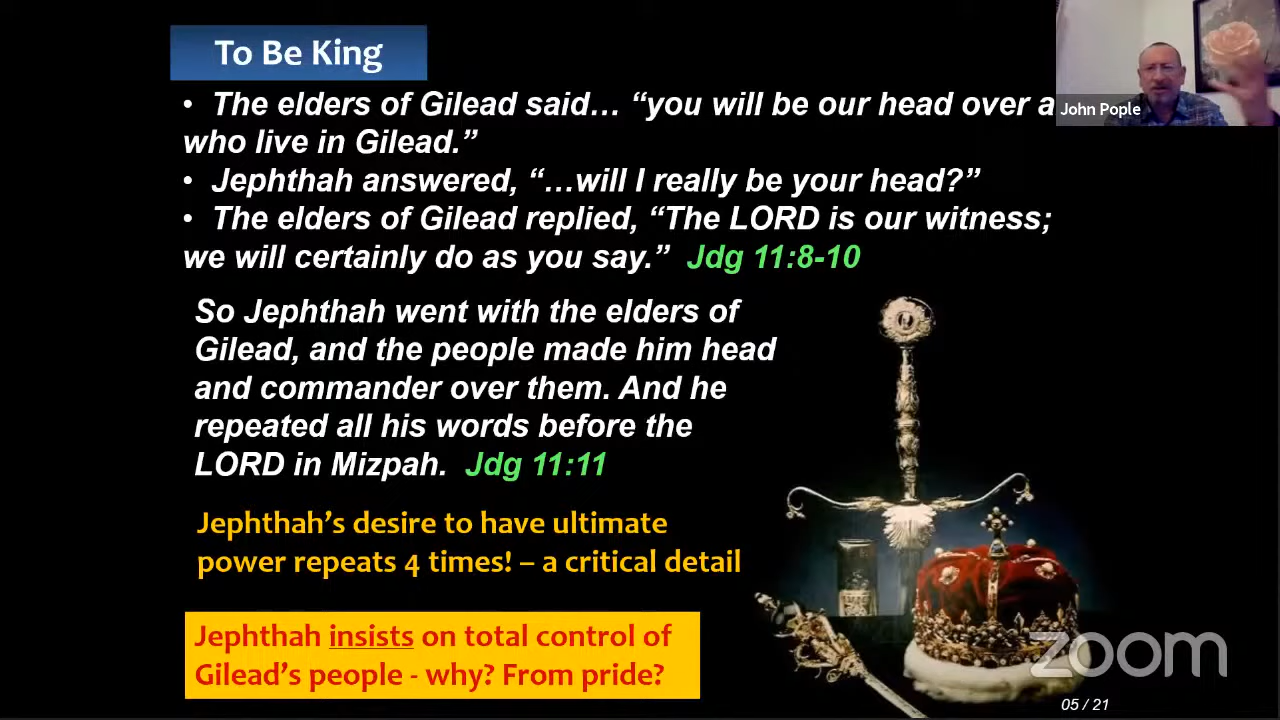 To Be King
• The elders of Gilead said… “you will be our head over a
who live in Gilead.”
• Jephthah answered, “…will I really be your head?”
• The elders of Gilead replied, “The LORD is our witness;
we will certainly do as you say.” Jdg 11:8-10
So Jephthah went with the elders of
Gilead, and the people made him head
and commander over them. And he
repeated all his words before the
LORD in Mizpah. Jdg 11:11
Jephthah’s desire to have ultimate
power repeats 4 times! – a critical detail
Jephthah insists on total control of
Gilead’s people - why? From pride?
John Pople
zoom
05 / 21